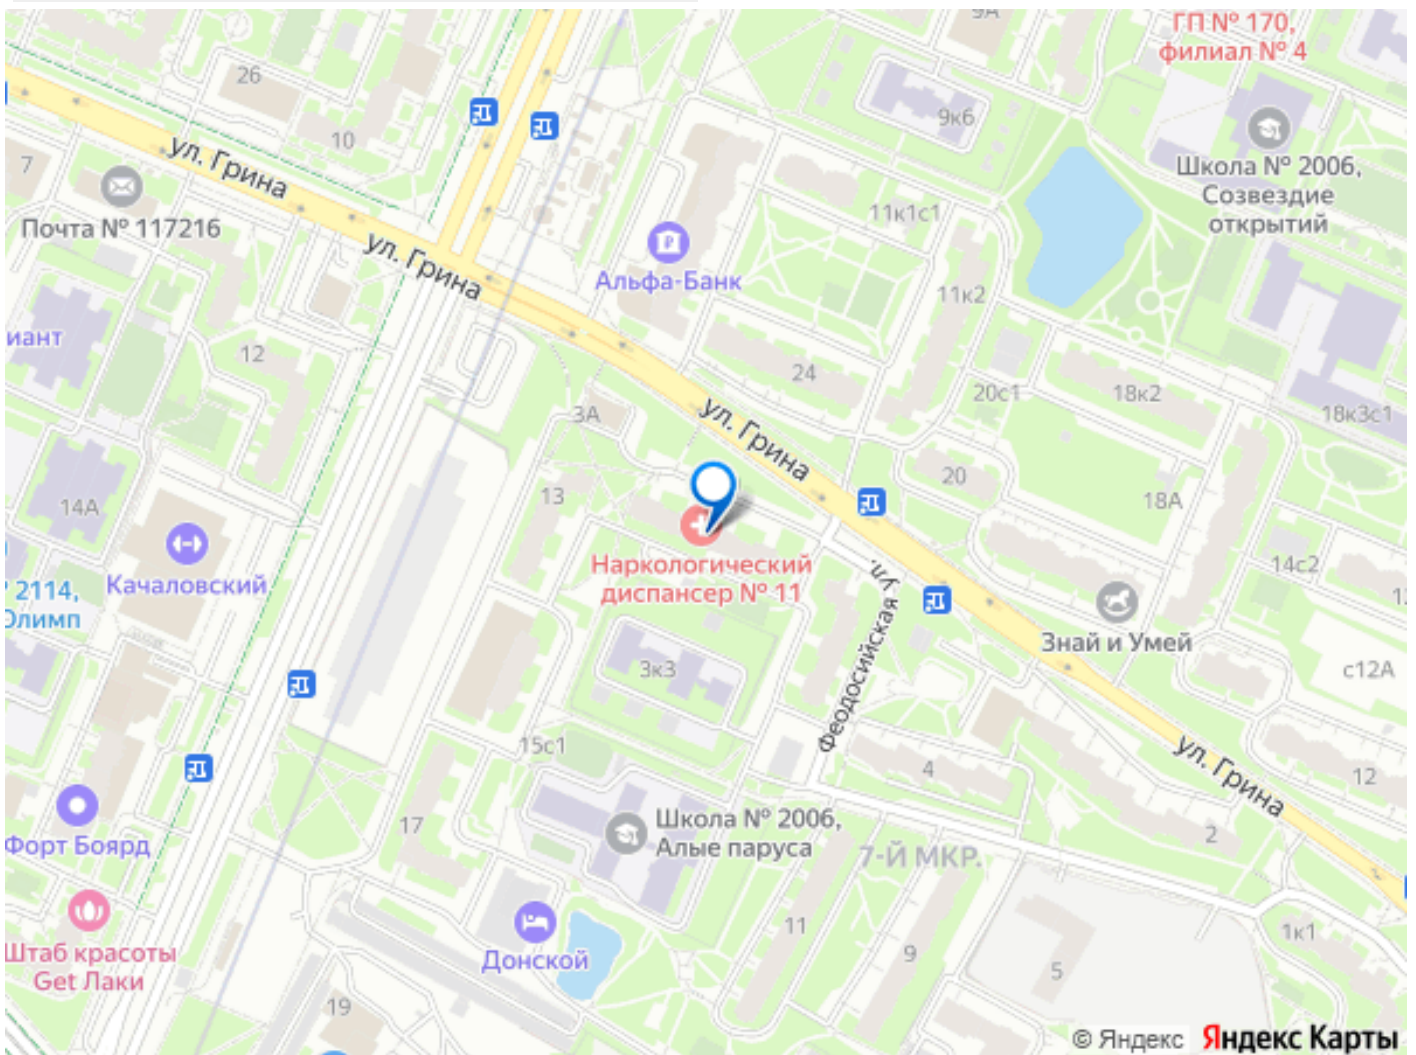 9А
ГП № 170,
филиал № 4
26
9к6
10
ул. Грина
7
Школа № 2006,
Созвездие
открытий
Почта № 117216
11к1с1
ул. Грина
Альфа-Банк
11к2
иант
12
24
20с1
18к2
3А
ул. Грина
18к3с1
20
13
18А
14А
Наркологический
диспансер № 11
Качаловский
14с2
2114,
Олимп
Феодосийская ул.
Знай и Умей
3к3
с12А
15с1
4
ул. Грина
12
17
Школа № 2006,
Алые паруса
2
Форт Боярд
7-Й МКР.
11
1к1
Штаб красоты
Get Лаки
Донской
9
5
19
© Яндекс Яндекс Карты